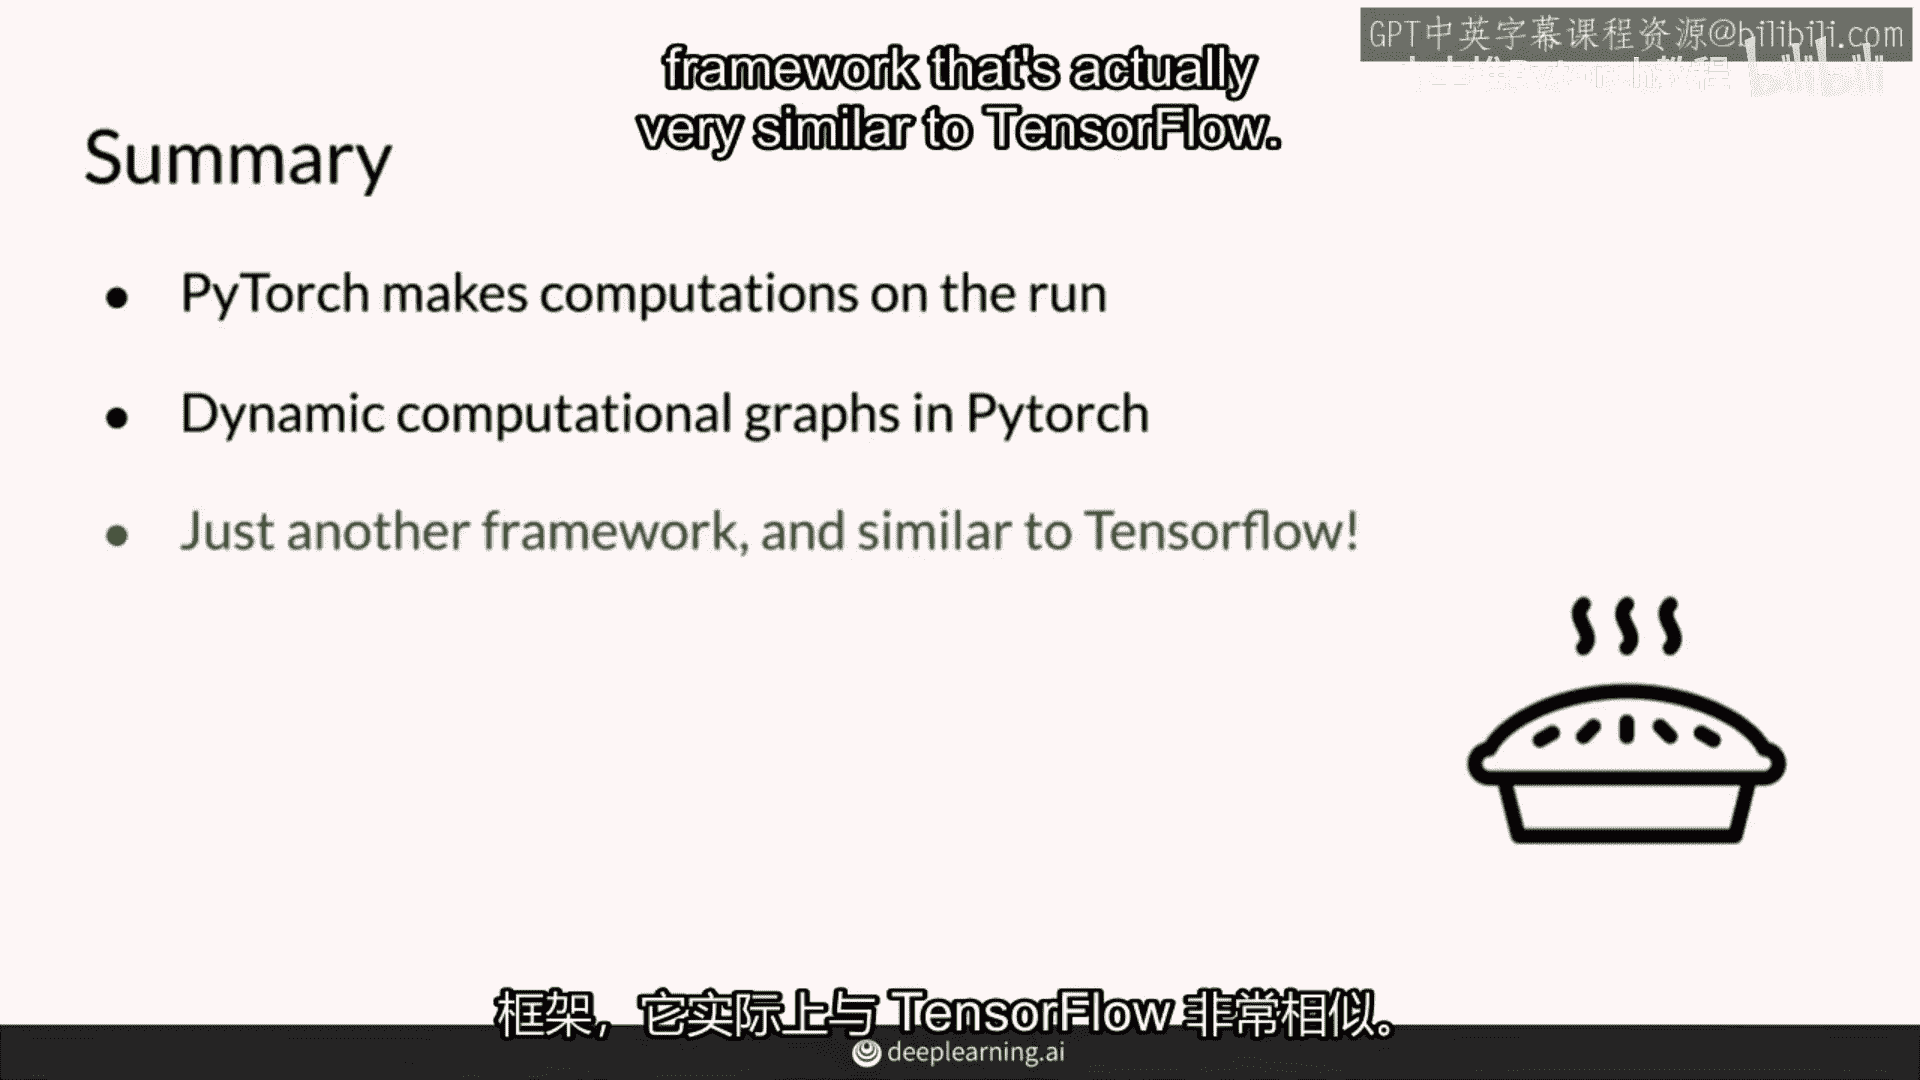 GPT中英字幕课程资源@bilibili.com
framework that's actually
very similar to TensorFlow.
bilibili
Summary
● PyTorch makes computations on the run
● Dynamic computational graphs in Pytorch
● Just another framework, and similar to Tensorflow!
框架，它实际上与 TensorFlow 非常相似。
deeplearning.ai